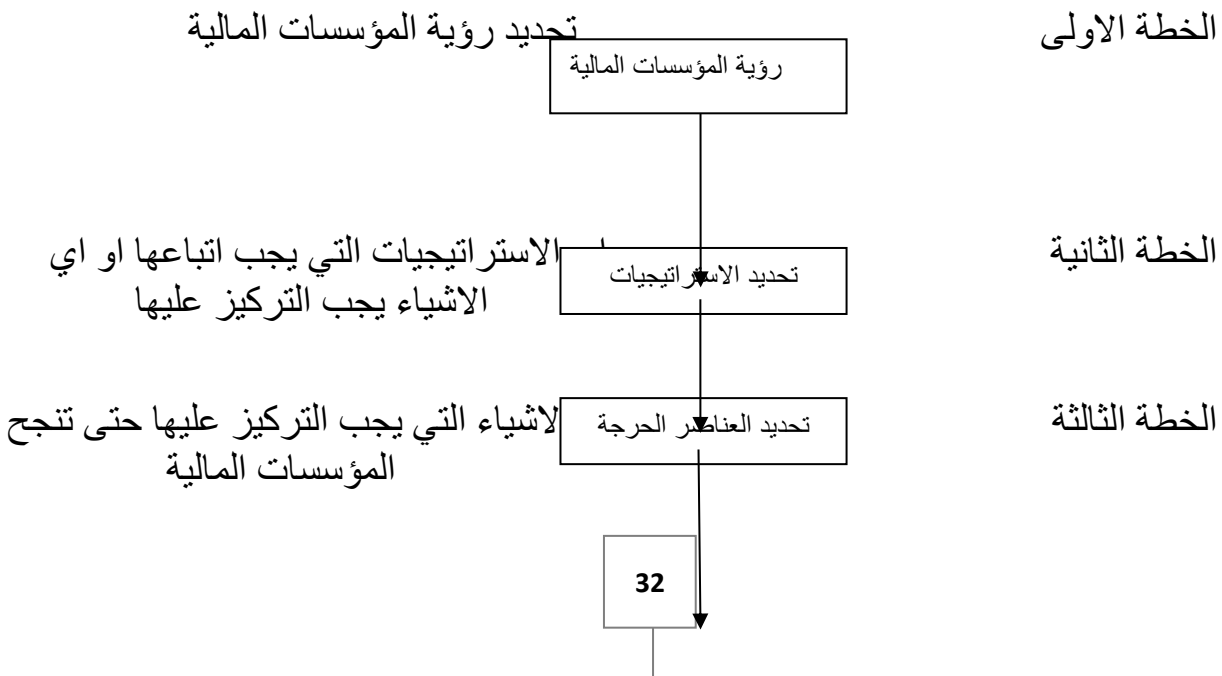 الخطة الاولى
رؤية المؤسسات المالية
تحديد رؤية المؤسسات المالية
الخطة الثانية
تحديد الاستراتيجيات
الاستراتيجيات التي يجب اتباعها او اي
الاشياء يجب التركيز عليها
الخطة الثالثة
تحديد العناصر الحرجة
لاشياء التي يجب التركيز عليها حتى تنجح
المؤسسات المالية
32